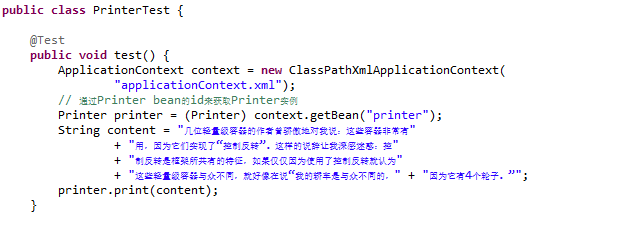 public class PrinterTest {
@Test
public void test() {
ApplicationContext context = new ClassPathXmlApplicationContext(
"applicationContext.xml");
// 通过Printer bean的id来获取Printer实例
Printer printer = (Printer) context.getBean("printer");
String content = "几位轻量级容器的作者曾骄傲地对我说：这些容器非常有"
+ "用，因为它们实现了“控制反转”。这样的说辞让我深感迷惑：控"
+ "制反转是框架所共有的特征，如果仅仅因为使用了控制反转就认为"
+ "这些轻量级容器与众不同，就好像在说“我的轿车是与众不同的，" + "因为它有4个轮子。”";
printer.print(content);
}